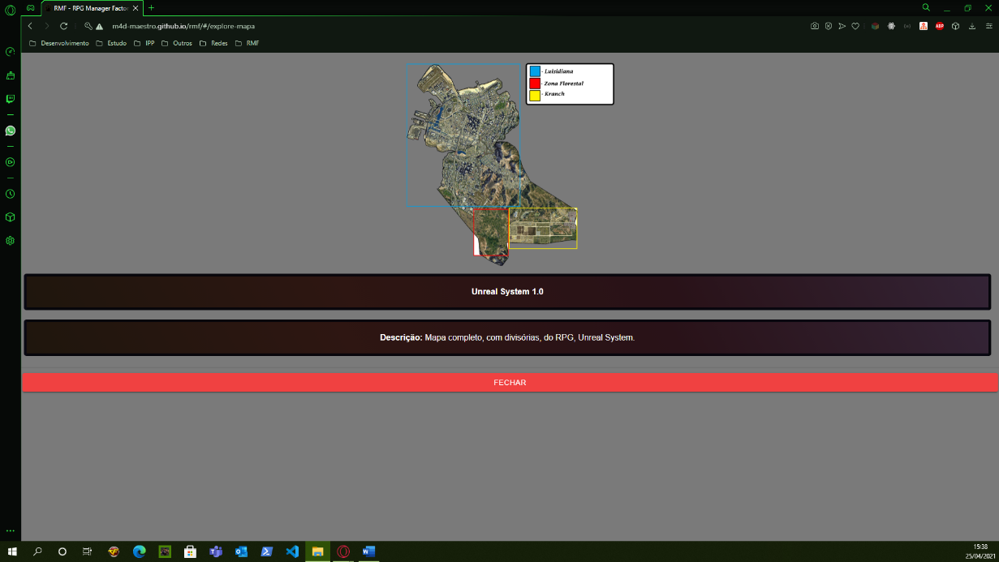 RMF - RPG Manager Factor
m4d-maestro.github.io/rmf/#/explore-mapa
Desenvolvimento Estudo IPP Outros Redes RMF
- Luisidiana
- Zona Florestal
- Kranch
Unreal System 1.0
Descrição: Mapa completo, com divisórias, do RPG, Unreal System.
FECHAR
15:38
25/04/2021